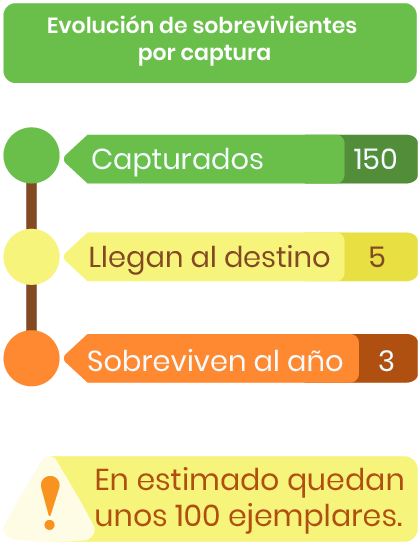 Evolución de sobrevivientes
por captura
Capturados 150
Llegan al destino 5
Sobreviven al año 3
! En estimado quedan
unos 100 ejemplares.